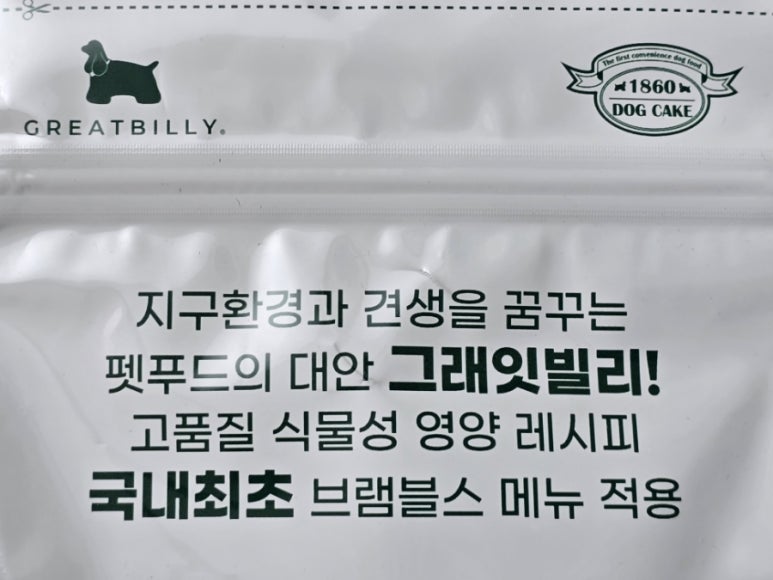 GREATBILLY®
The first convenience dog food
1860
DOG CAKE
지구환경과 견생을 꿈꾸는
펫푸드의 대안 그래잇빌리!
고품질 식물성 영양 레시피
국내최초 브램블스 메뉴 적용